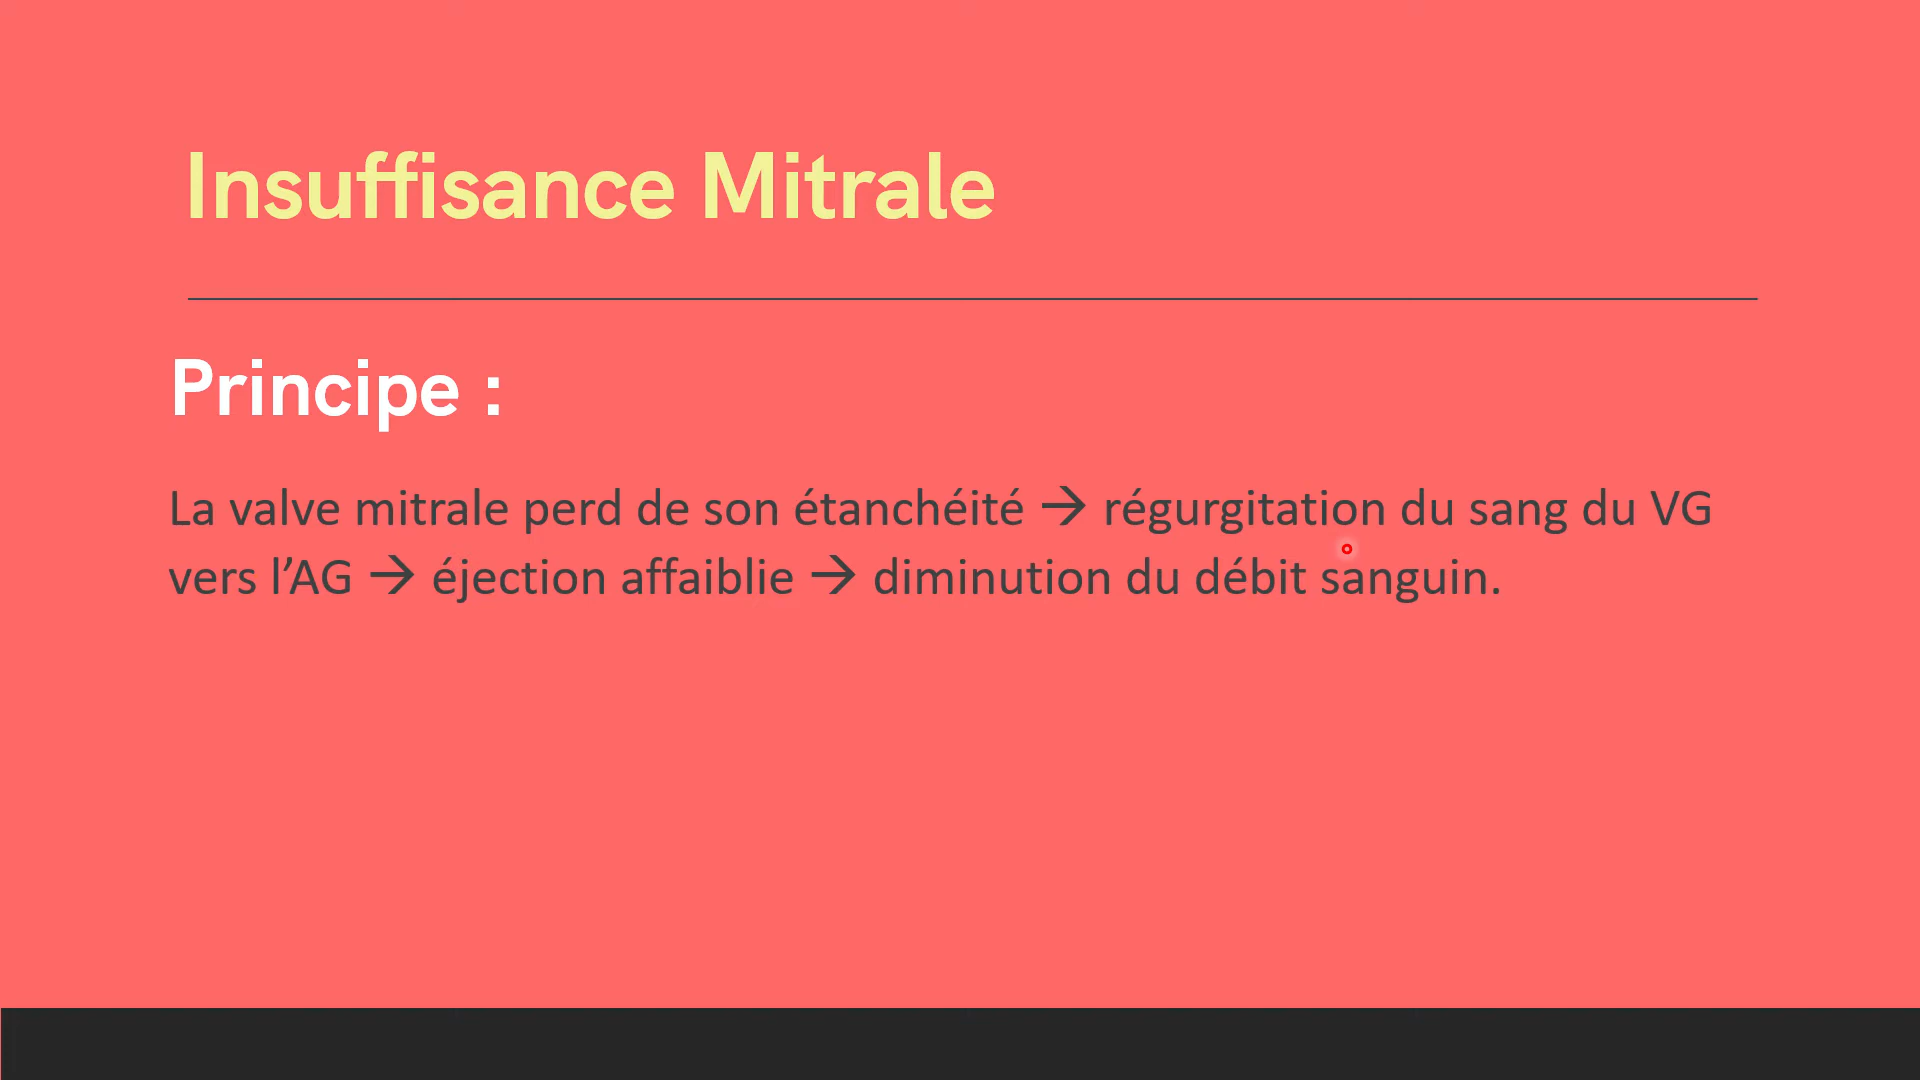 Insuffisance Mitrale
Principe :
La valve mitrale perd de son étanchéité → régurgitation du sang du VG
vers l’AG → éjection affaiblie → diminution du débit sanguin.